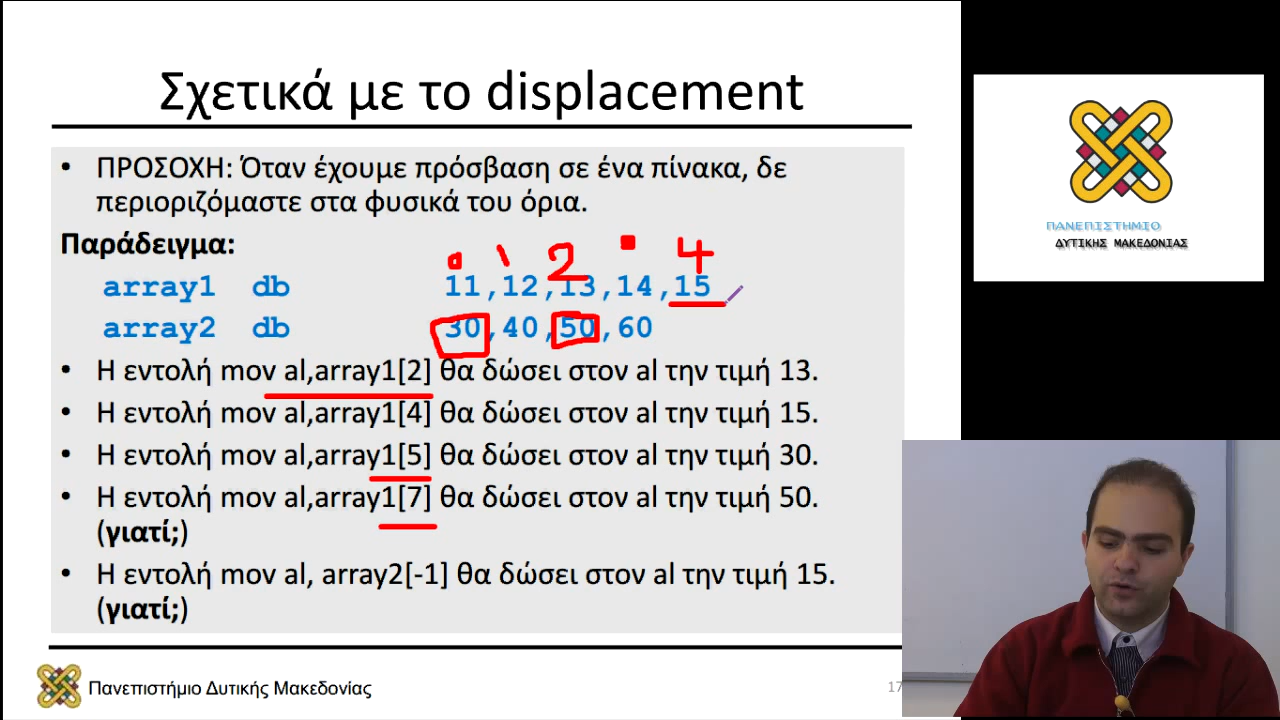 Σχετικά με το displacement
• ΠΡΟΣΟΧΗ: Όταν έχουμε πρόσβαση σε ένα πίνακα, δε
περιοριζόμαστε στα φυσικά του όρια.
Παράδειγμα:
0 1 2 4
array1 db 11,12,13,14,15
array2 db 30,40,50,60
• Η εντολή mov al,array1[2] θα δώσει στον al την τιμή 13.
• Η εντολή mov al,array1[4] θα δώσει στον al την τιμή 15.
• Η εντολή mov al,array1[5] θα δώσει στον al την τιμή 30.
• Η εντολή mov al,array1[7] θα δώσει στον al την τιμή 50.
(γιατί;)
• Η εντολή mov al, array2[-1] θα δώσει στον al την τιμή 15.
(γιατί;)
Πανεπιστήμιο Δυτικής Μακεδονίας
17
ΠΑΝΕΠΙΣΤΗΜΙΟ
ΔΥΤΙΚΗΣ ΜΑΚΕΔΟΝΙΑΣ